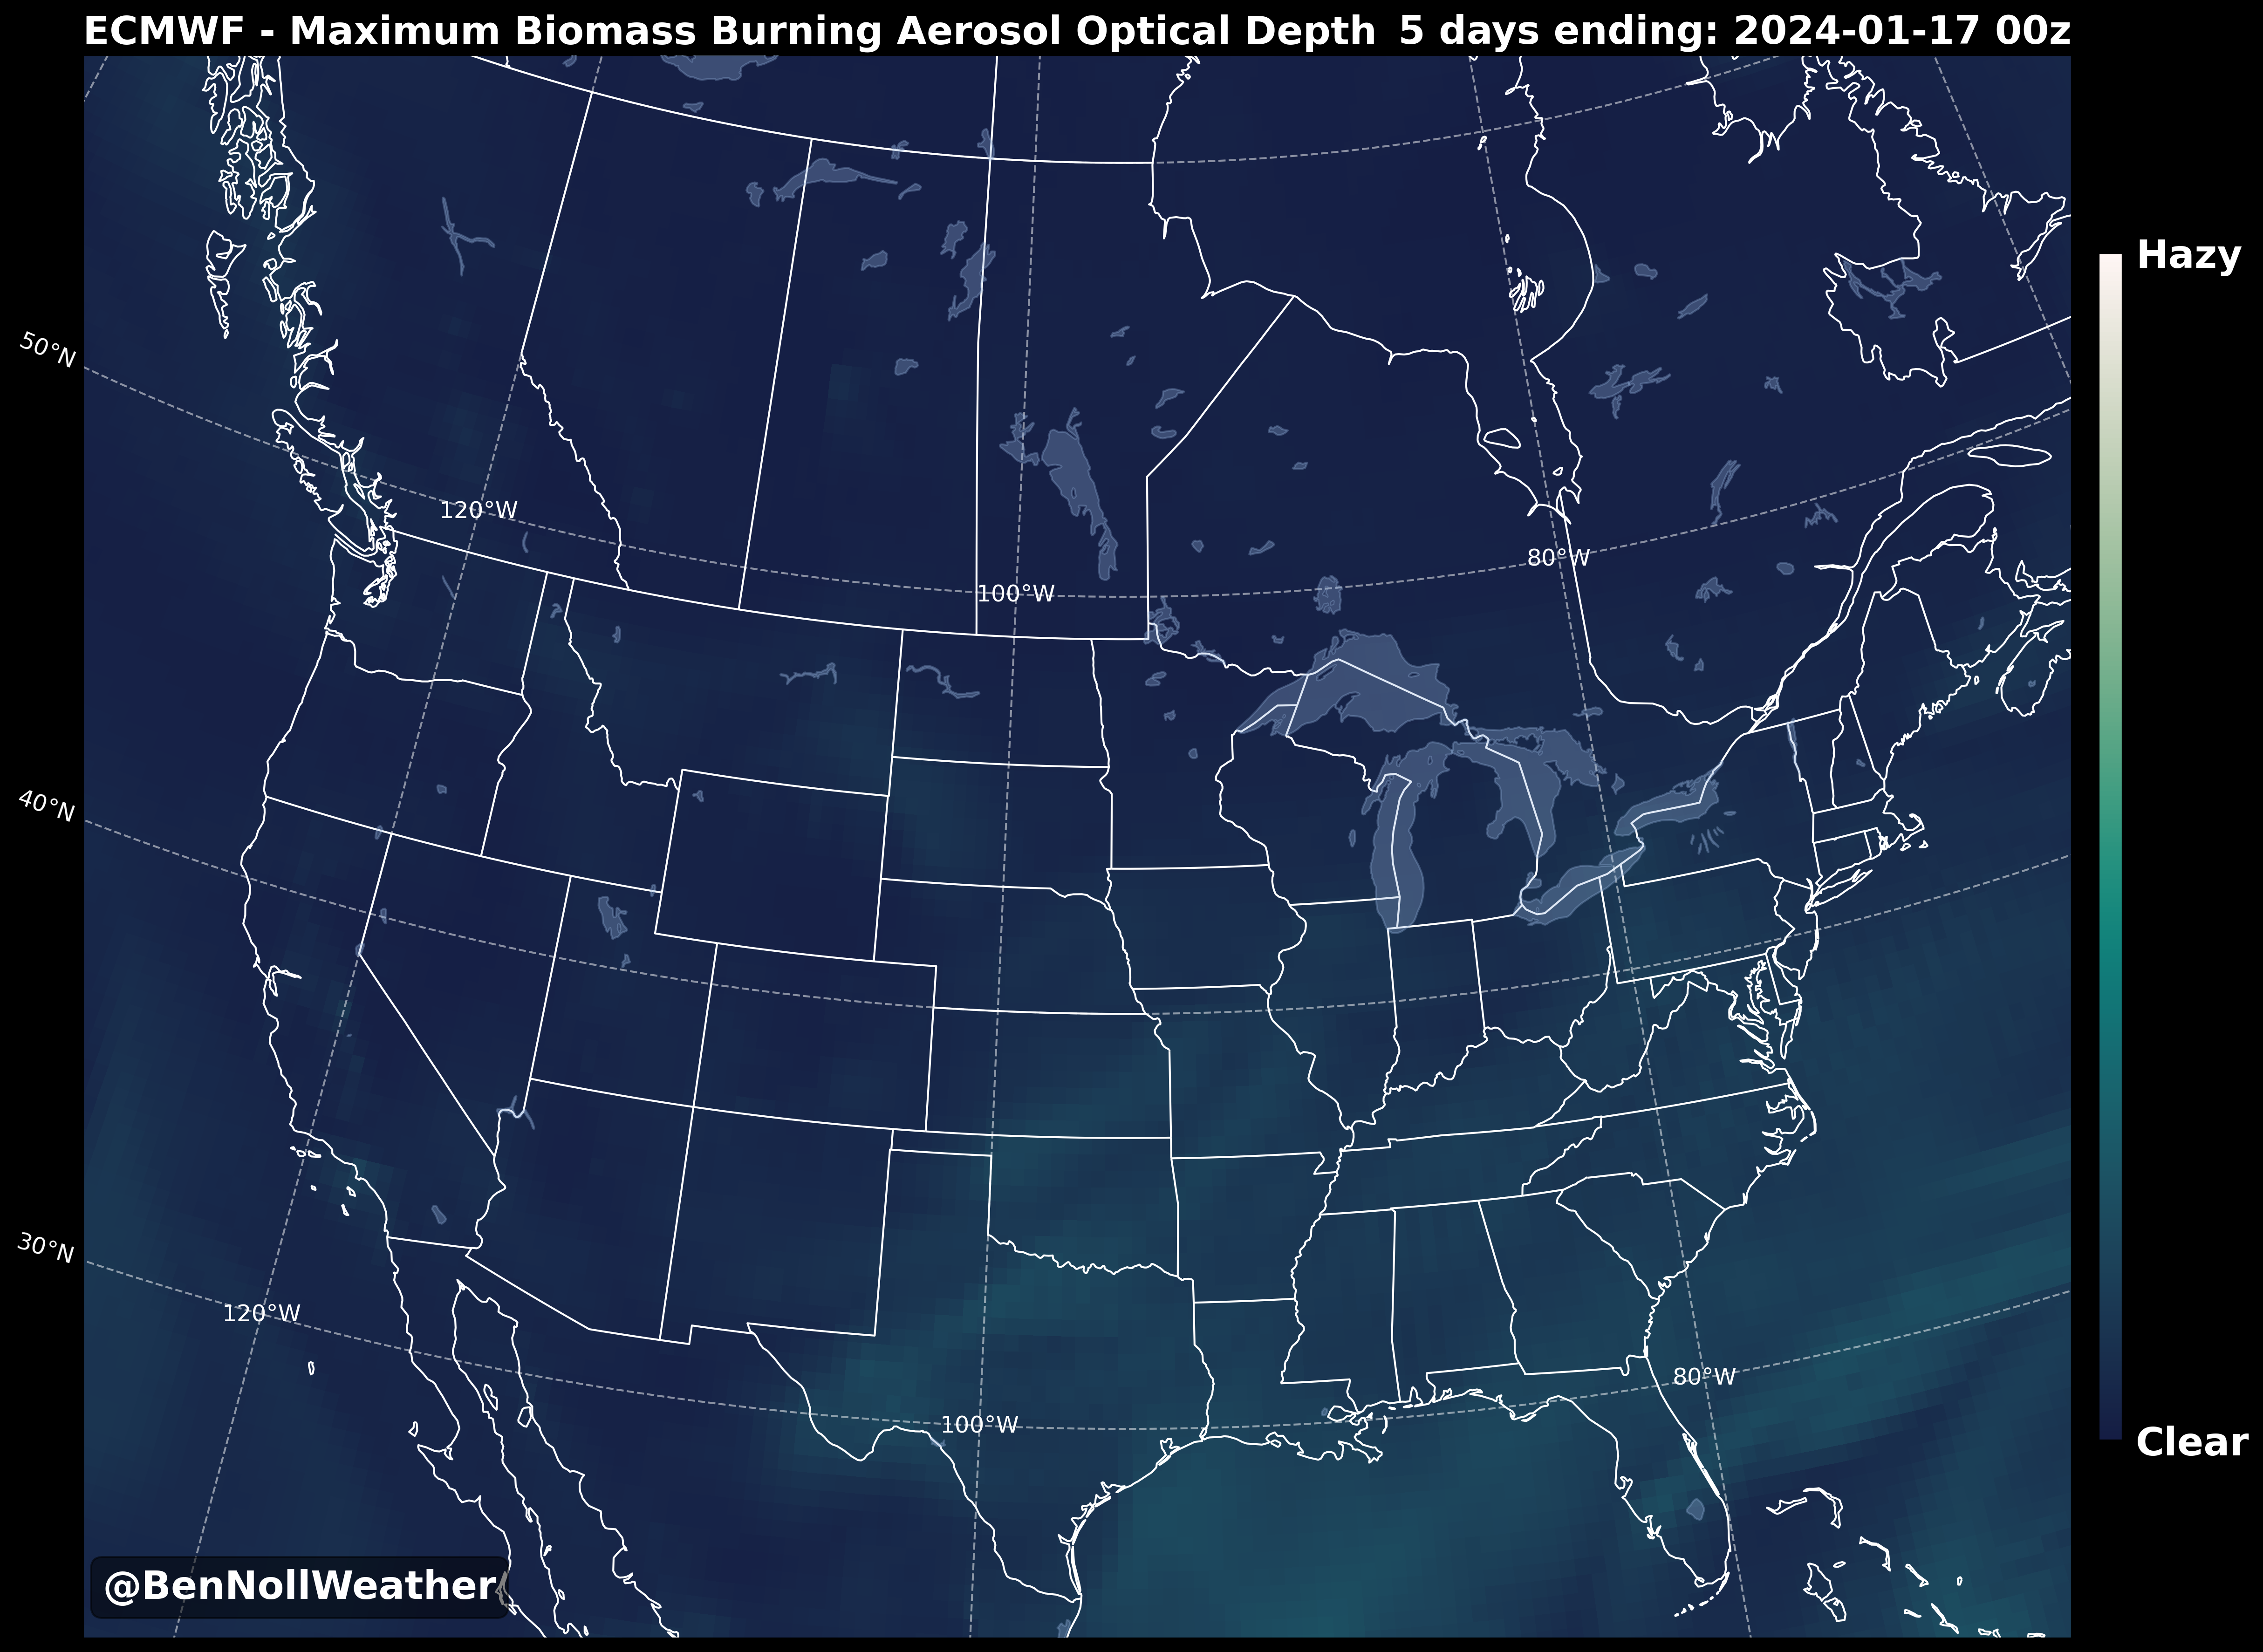 ECMWF - Maximum Biomass Burning Aerosol Optical Depth 5 days ending: 2024-01-17 00z
Hazy
50°N
120°W
80°W
100°W
40°N
30°N
120°W
80°W
100°W
Clear
@BenNollWeather